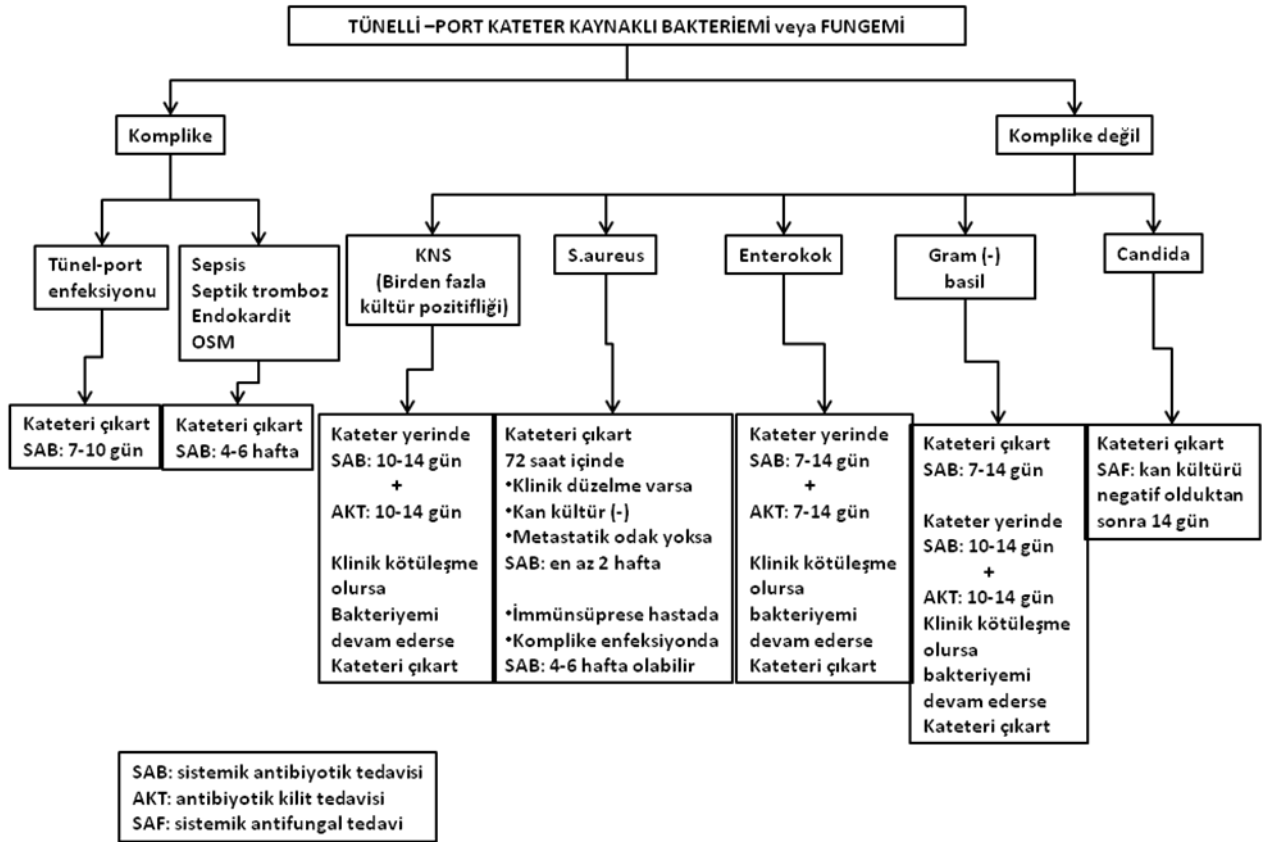 TÜNELLİ –PORT KATETER KAYNAKLI BAKTERİEMİ veya FUNGEMİ
Komplike
Komplike değil
Tünel-port
enfeksiyonu
Sepsis
Septik tromboz
Endokardit
OSM
KNS
(Birden fazla
kültür pozitifliği)
S.aureus
Enterokok
Gram (-)
basil
Candida
Kateteri çıkart
SAB: 7-10 gün
Kateteri çıkart
SAB: 4-6 hafta
Kateter yerinde
SAB: 10-14 gün
+
AKT: 10-14 gün
Klinik kötüleşme
olursa
Bakteriyemi
devam ederse
Kateteri çıkart
Kateteri çıkart
72 saat içinde
•Klinik düzelme varsa
•Kan kültür (-)
•Metastatik odak yoksa
SAB: en az 2 hafta
•İmmünsüprese hastada
•Komplike enfeksiyonda
SAB: 4-6 hafta olabilir
Kateter yerinde
SAB: 7-14 gün
+
AKT: 7-14 gün
Klinik kötüleşme
olursa
bakteriyemi
devam ederse
Kateteri çıkart
Kateteri çıkart
SAB: 7-14 gün
Kateter yerinde
SAB: 10-14 gün
+
AKT: 10-14 gün
Klinik kötüleşme
olursa
bakteriyemi
devam ederse
Kateteri çıkart
Kateteri çıkart
SAF: kan kültürü
negatif olduktan
sonra 14 gün
SAB: sistemik antibiyotik tedavisi
AKT: antibiyotik kilit tedavisi
SAF: sistemik antifungal tedavi